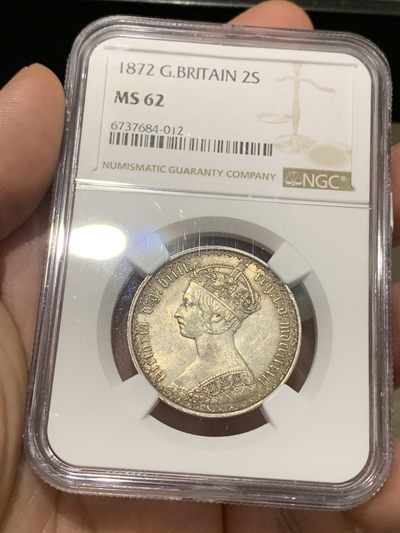 1872 G.BRITAIN 2S
MS 62
6737684-012
NUMISMATIC GUARANTY COMPANY
NGC